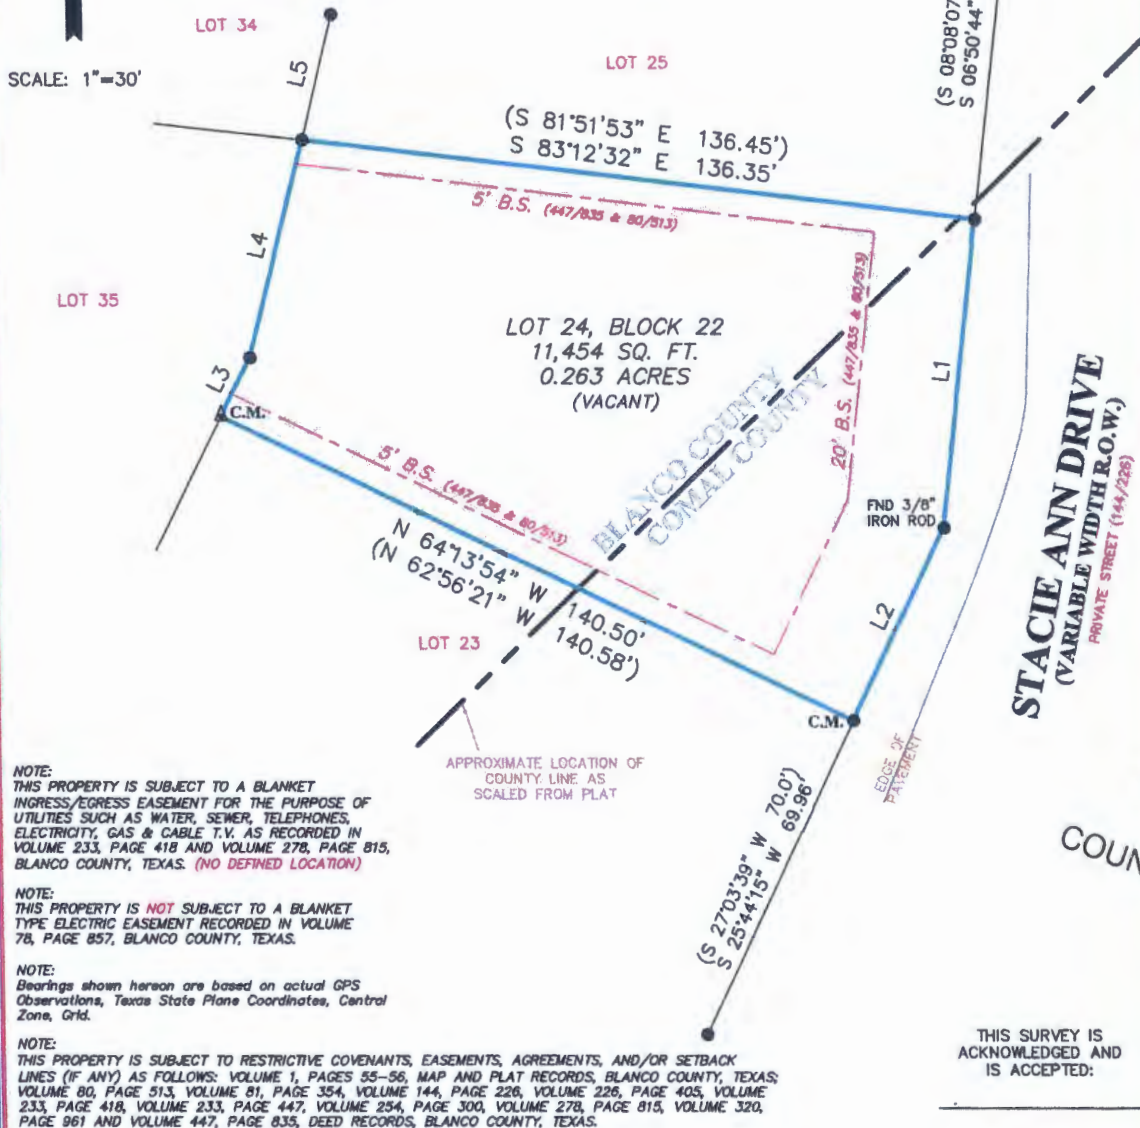 LOT 34
SCALE: 1"=30'
L5
LOT 25
(S 08°08'07"
S 06°50'44"
(S 81°51'53" E 136.45')
S 83°12'32" E 136.35'
5' B.S. (447/835 & 80/513)
L4
LOT 35
LOT 24, BLOCK 22
11,454 SQ. FT.
0.263 ACRES
(VACANT)
20' B.S. (447/835 & 80/513)
L1
L3
C.M.
BLANCO COUNTY
COMAL COUNTY
5' B.S. (447/835 & 80/513)
FND 3/8"
IRON ROD
STACIE ANN DRIVE
(VARIABLE WIDTH R.O.W.)
PRIVATE STREET (144/226)
N 64°13'54" W 140.50'
(N 62°56'21" W 140.58')
L2
LOT 23
C.M.
EDGE OF
PAVEMENT
APPROXIMATE LOCATION OF
COUNTY LINE AS
SCALED FROM PLAT
(S 27°03'39" W 70.0')
S 25°44'15" W 69.96'
COUN
NOTE:
THIS PROPERTY IS SUBJECT TO A BLANKET
INGRESS/EGRESS EASEMENT FOR THE PURPOSE OF
UTILITIES SUCH AS WATER, SEWER, TELEPHONES,
ELECTRICITY, GAS & CABLE T.V. AS RECORDED IN
VOLUME 233, PAGE 418 AND VOLUME 278, PAGE 815,
BLANCO COUNTY, TEXAS. (NO DEFINED LOCATION)
NOTE:
THIS PROPERTY IS NOT SUBJECT TO A BLANKET
TYPE ELECTRIC EASEMENT RECORDED IN VOLUME
78, PAGE 857, BLANCO COUNTY, TEXAS.
NOTE:
Bearings shown hereon are based on actual GPS
Observations, Texas State Plane Coordinates, Central
Zone, Grid.
NOTE:
THIS PROPERTY IS SUBJECT TO RESTRICTIVE COVENANTS, EASEMENTS, AGREEMENTS, AND/OR SETBACK
LINES (IF ANY) AS FOLLOWS: VOLUME 1, PAGES 55-56, MAP AND PLAT RECORDS, BLANCO COUNTY, TEXAS;
VOLUME 80, PAGE 513, VOLUME 81, PAGE 354, VOLUME 144, PAGE 226, VOLUME 226, PAGE 405, VOLUME
233, PAGE 418, VOLUME 233, PAGE 447, VOLUME 254, PAGE 300, VOLUME 278, PAGE 815, VOLUME 320,
PAGE 961 AND VOLUME 447, PAGE 835, DEED RECORDS, BLANCO COUNTY, TEXAS.
THIS SURVEY IS
ACKNOWLEDGED AND
IS ACCEPTED: